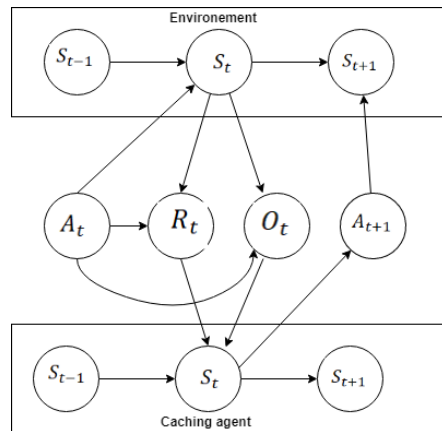 Environement
S_{t-1} S_t S_{t+1}
A_t R_t O_t A_{t+1}
S_{t-1} S_t S_{t+1}
Caching agent